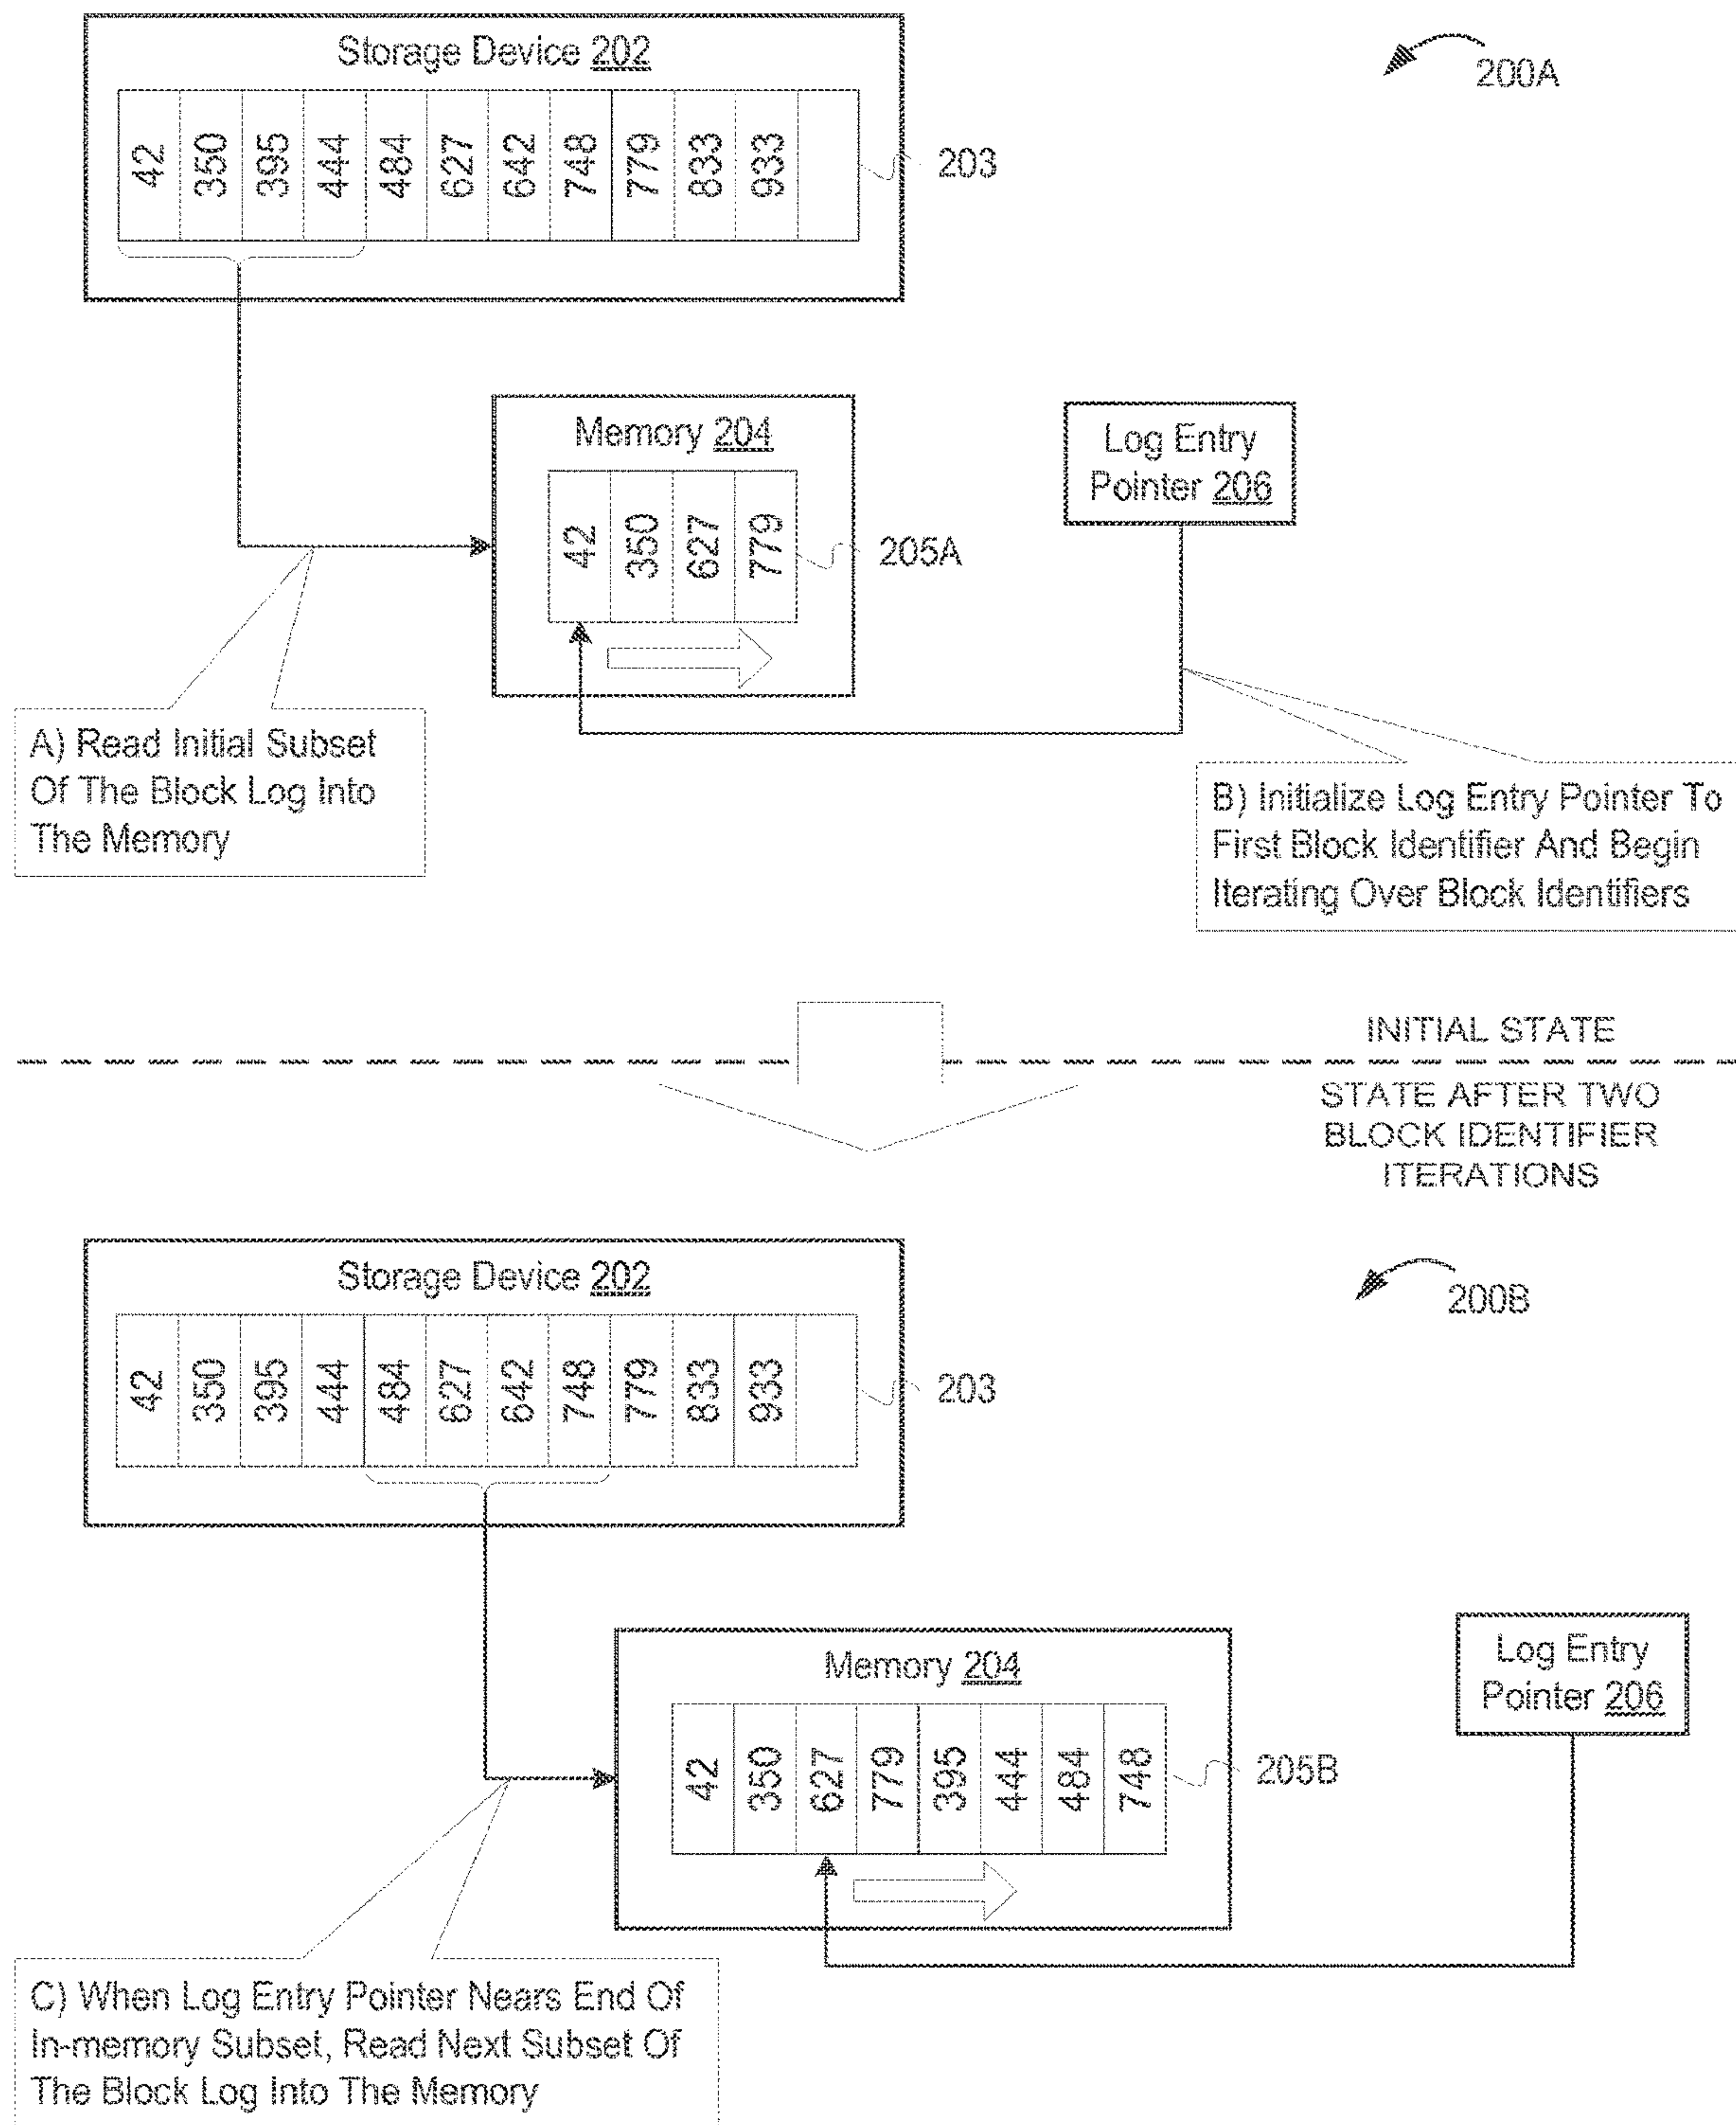 Storage Device 202
200A
42 350 395 444 484 627 642 748 779 833 933
203
Memory 204
42 350 627 779
205A
Log Entry
Pointer 206
A) Read Initial Subset
Of The Block Log Into
The Memory
B) Initialize Log Entry Pointer To
First Block Identifier And Begin
Iterating Over Block Identifiers
INITIAL STATE
STATE AFTER TWO
BLOCK IDENTIFIER
ITERATIONS
Storage Device 202
200B
42 350 395 444 484 627 642 748 779 833 933
203
Memory 204
42 350 627 779 395 444 484 748
205B
Log Entry
Pointer 206
C) When Log Entry Pointer Nears End Of
In-memory Subset, Read Next Subset Of
The Block Log Into The Memory